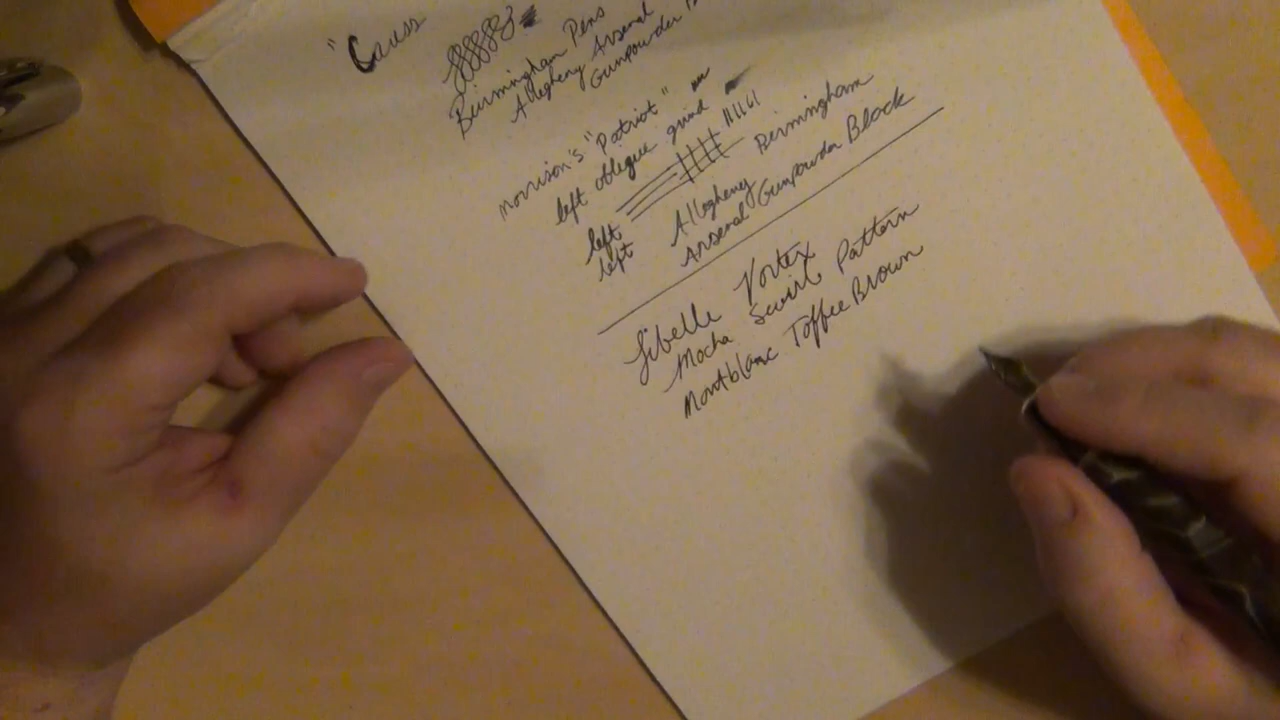 "Gauss
Birmingham Pens
Allegheny Arsenal
Gunpowder
Morrison's "Patriot"
left oblique grind
left
left
Birmingham
Allegheny
Arsenal Gunpowder Black
Libelle Vortex
Mocha Swirl Pattern
Montblanc Toffee Brown